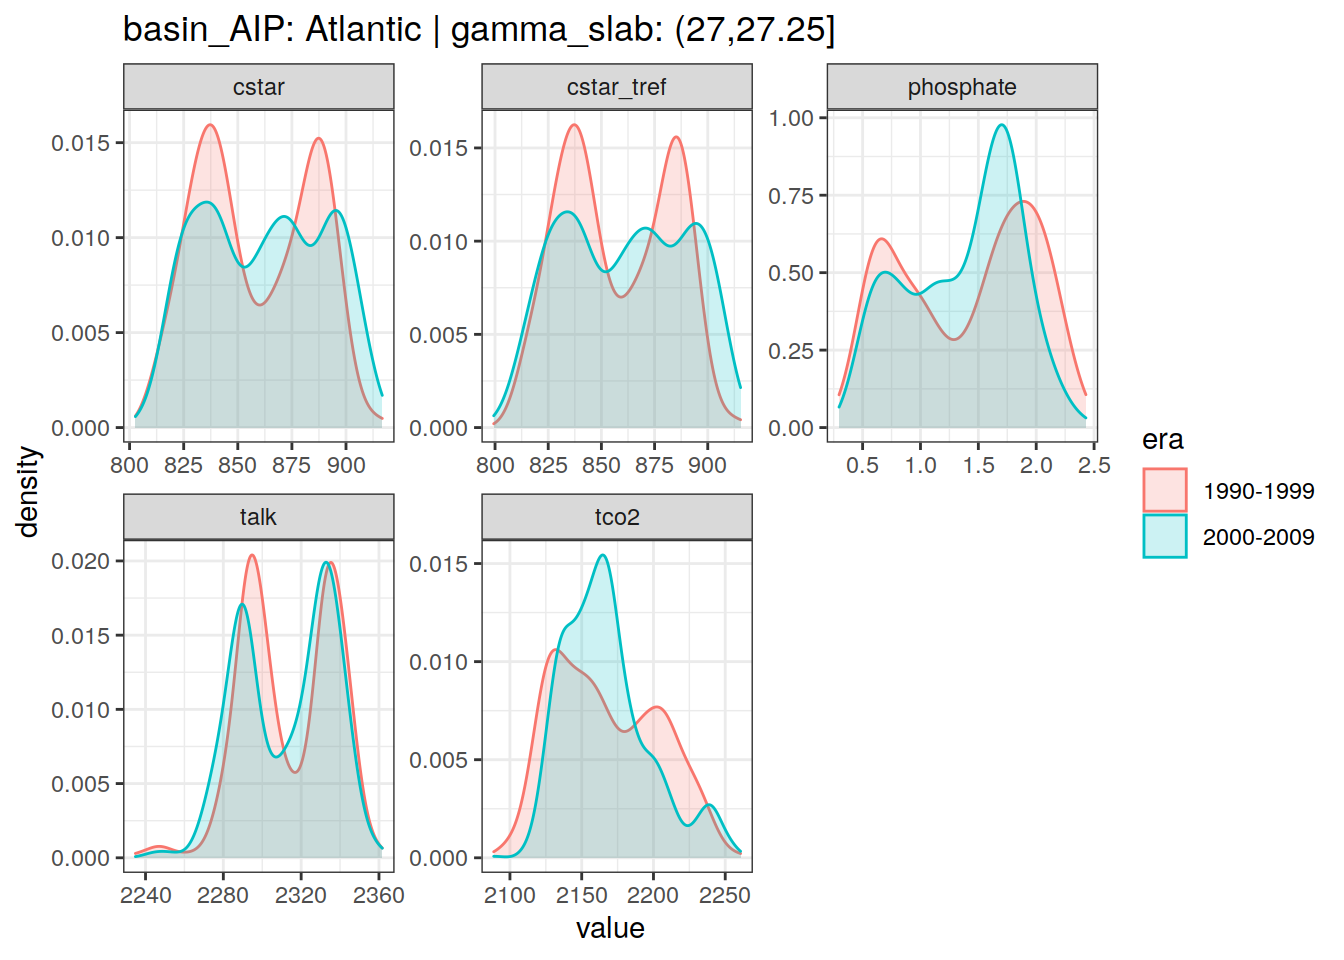 basin_AIP: Atlantic | gamma_slab: (27,27.25]
cstar
cstar_tref
phosphate
0.015
0.010
0.005
0.000
800 825 850 875 900
0.015
0.010
0.005
0.000
800 825 850 875 900
1.00
0.75
0.50
0.25
0.00
0.5 1.0 1.5 2.0 2.5
density
talk
tco2
0.020
0.015
0.010
0.005
0.000
2240 2280 2320 2360
0.015
0.010
0.005
0.000
2100 2150 2200 2250
value
era
1990-1999
2000-2009